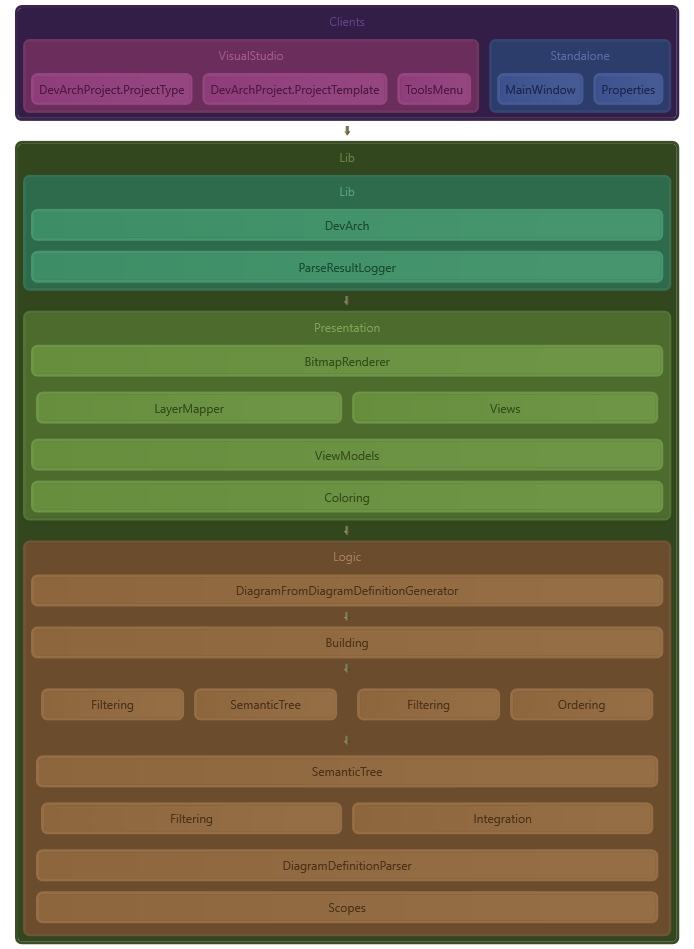 Clients
VisualStudio
Standalone
DevArchProject.ProjectType
DevArchProject.ProjectTemplate
ToolsMenu
MainWindow
Properties
Lib
Lib
DevArch
ParseResultLogger
Presentation
BitmapRenderer
LayerMapper
Views
ViewModels
Coloring
Logic
DiagramFromDiagramDefinitionGenerator
Building
Filtering
SemanticTree
Filtering
Ordering
SemanticTree
Filtering
Integration
DiagramDefinitionParser
Scopes